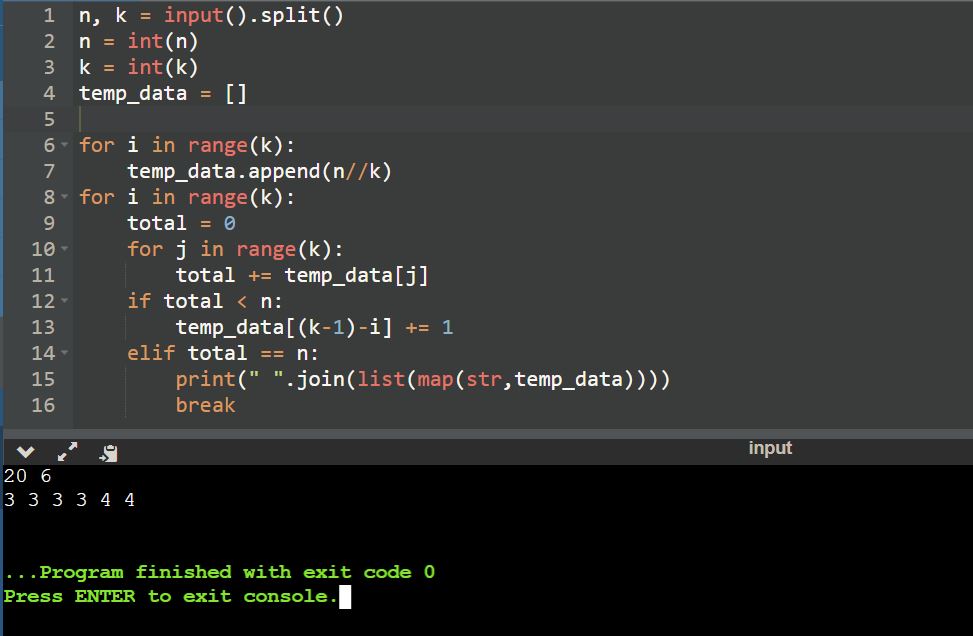 1 n, k = input().split()
2 n = int(n)
3 k = int(k)
4 temp_data = []
5
6 for i in range(k):
7     temp_data.append(n//k)
8 for i in range(k):
9     total = 0
10     for j in range(k):
11         total += temp_data[j]
12     if total < n:
13         temp_data[(k-1)-i] += 1
14     elif total == n:
15         print(" ".join(list(map(str,temp_data))))
16         break
input
20 6
3 3 3 3 4 4
...Program finished with exit code 0
Press ENTER to exit console.